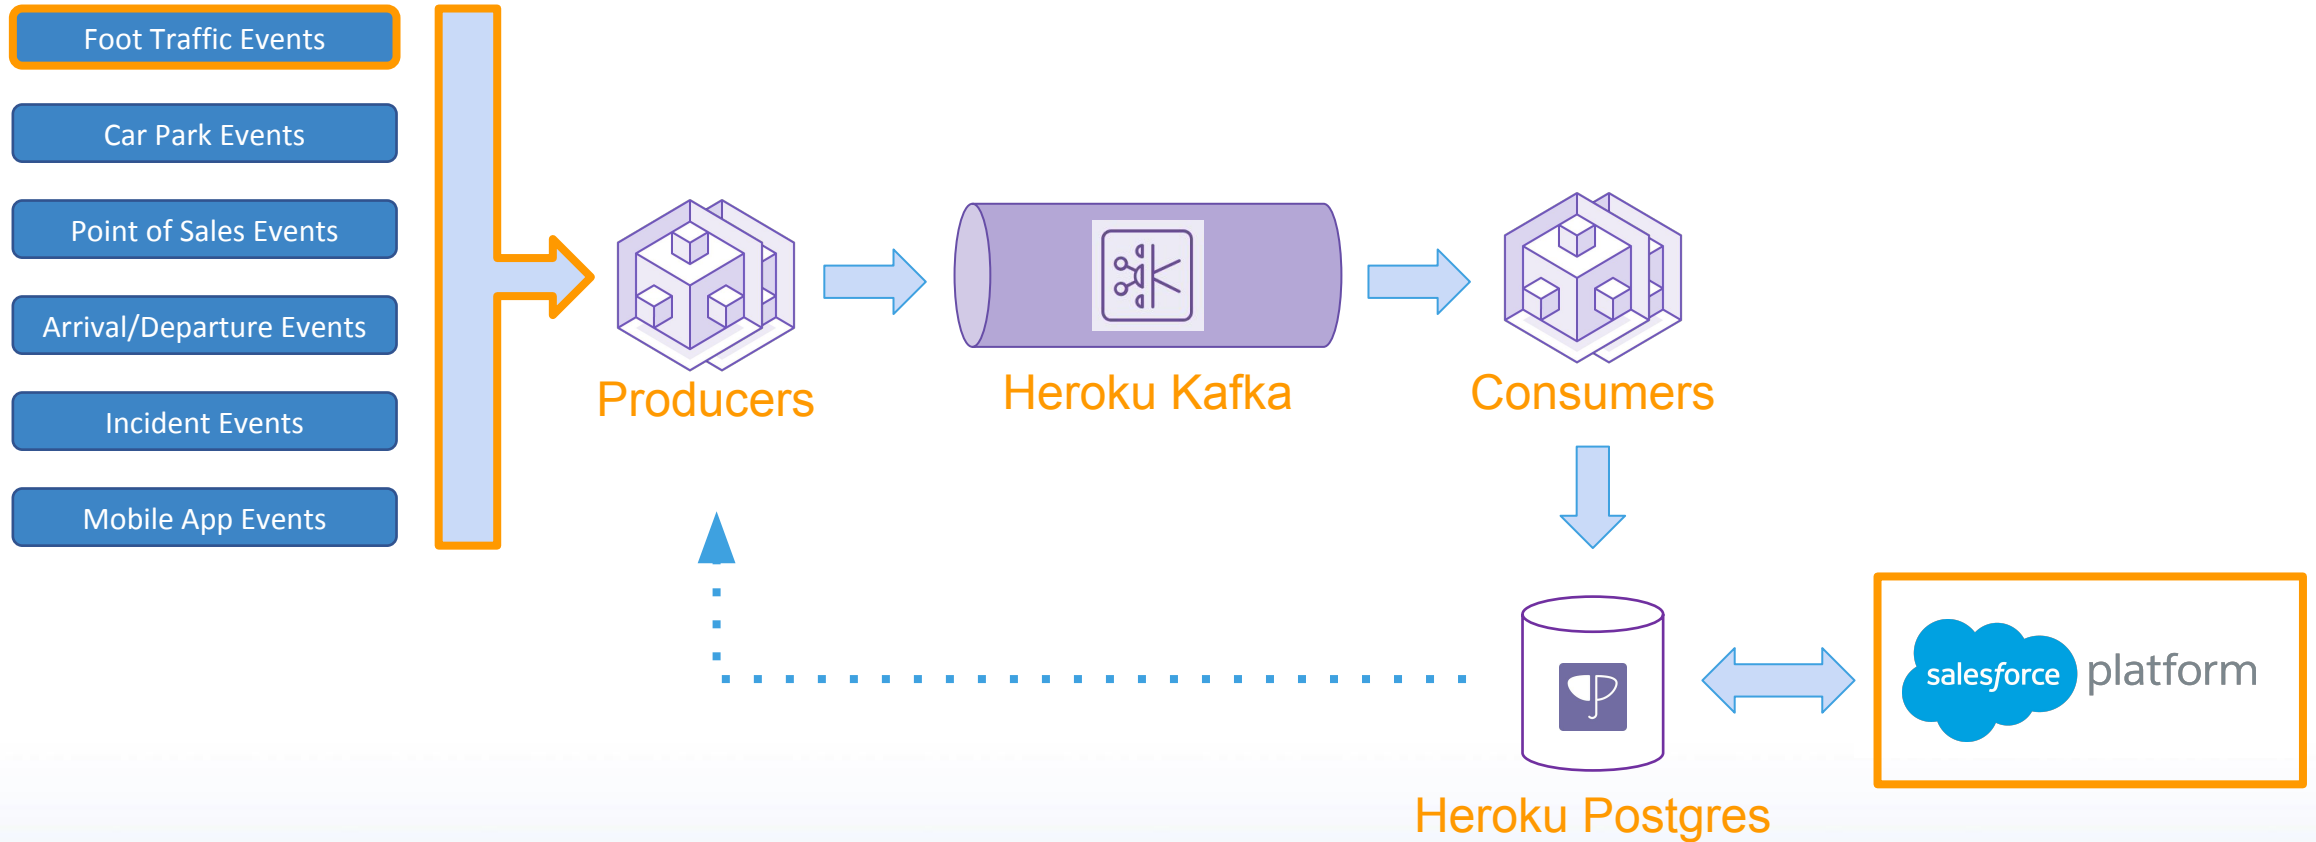 Foot Traffic Events
Car Park Events
Point of Sales Events
Arrival/Departure Events
Incident Events
Mobile App Events
Producers
Heroku Kafka
Consumers
salesforce platform
Heroku Postgres